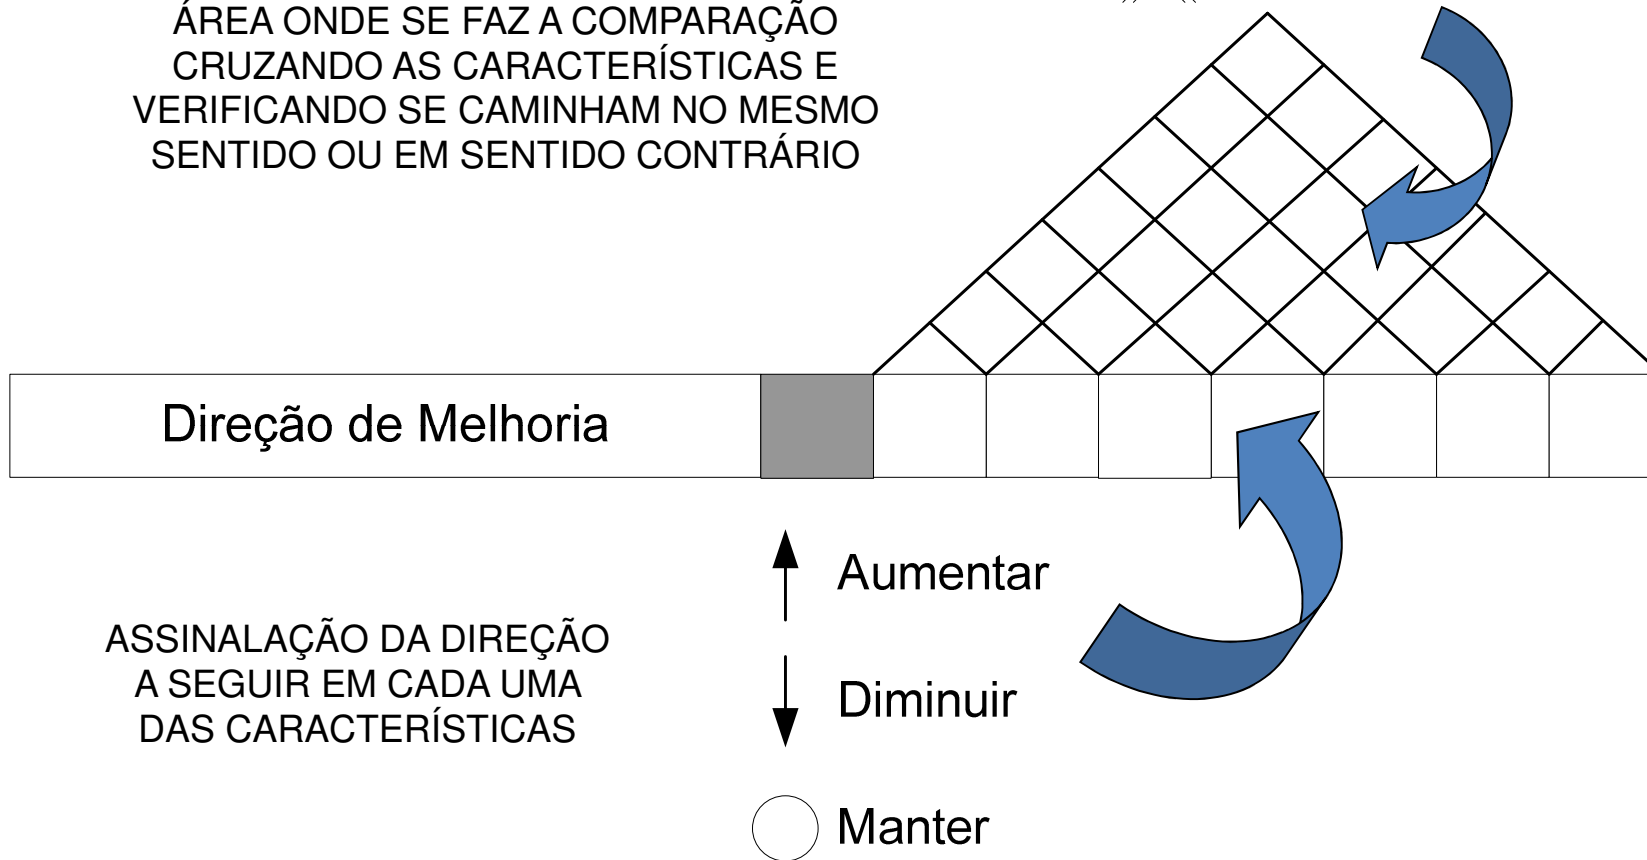 ÁREA ONDE SE FAZ A COMPARAÇÃO
CRUZANDO AS CARACTERÍSTICAS E
VERIFICANDO SE CAMINHAM NO MESMO
SENTIDO OU EM SENTIDO CONTRÁRIO
Direção de Melhoria
Aumentar
ASSINALAÇÃO DA DIREÇÃO
A SEGUIR EM CADA UMA
DAS CARACTERÍSTICAS
Diminuir
Manter